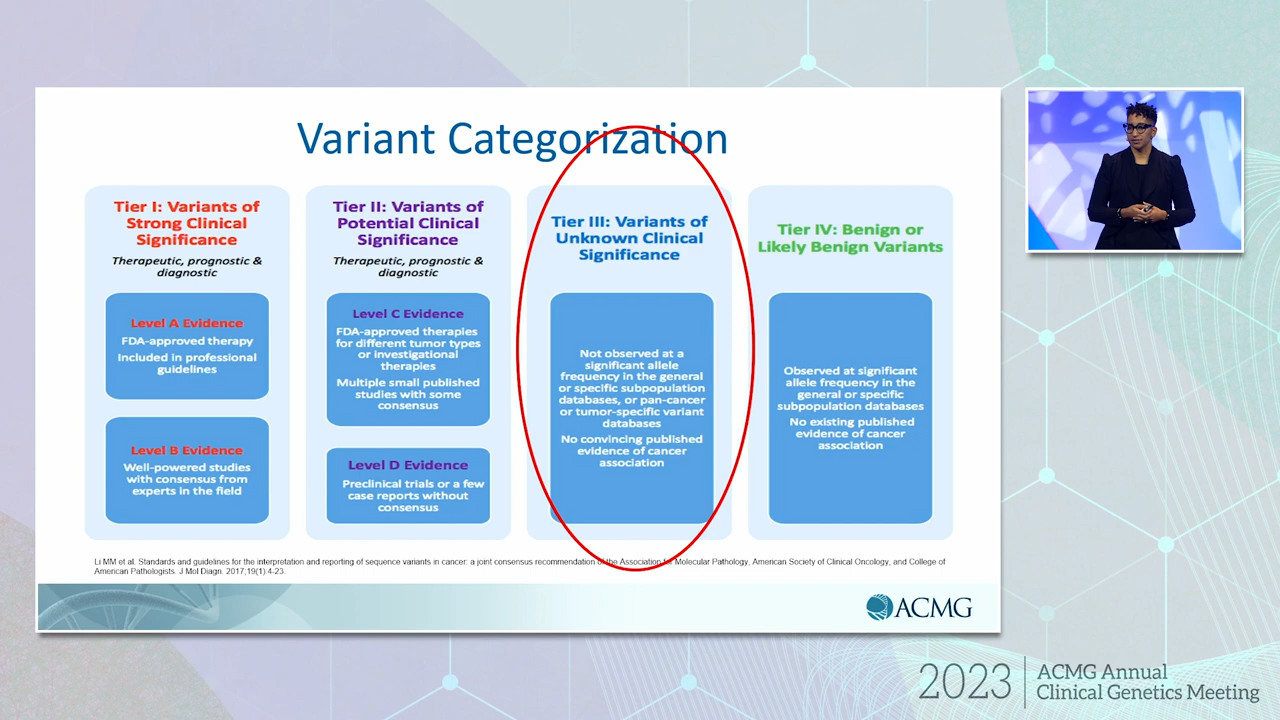 Variant Categorization
Tier I: Variants of
Strong Clinical
Significance
Therapeutic, prognostic &
diagnostic
Level A Evidence
FDA-approved therapy
Included in professional
guidelines
Level B Evidence
Well-powered studies
with consensus from
experts in the field
Tier II: Variants of
Potential Clinical
Significance
Therapeutic, prognostic &
diagnostic
Level C Evidence
FDA-approved therapies
for different tumor types
or investigational
therapies
Multiple small published
studies with some
consensus
Level D Evidence
Preclinical trials or a few
case reports without
consensus
Tier III: Variants of
Unknown Clinical
Significance
Not observed at a
significant allele
frequency in the general
or specific subpopulation
databases, or pan-cancer
or tumor-specific variant
databases
No convincing published
evidence of cancer
association
Tier IV: Benign or
Likely Benign Variants
Observed at significant
allele frequency in the
general or specific
subpopulation databases
No existing published
evidence of cancer
association
Li MM et al. Standards and guidelines for the interpretation and reporting of sequence variants in cancer: a joint consensus recommendation of the Association for Molecular Pathology, American Society of Clinical Oncology, and College of
American Pathologists. J Mol Diagn. 2017;19(1):4-23.
ACMG
2023
ACMG Annual
Clinical Genetics Meeting